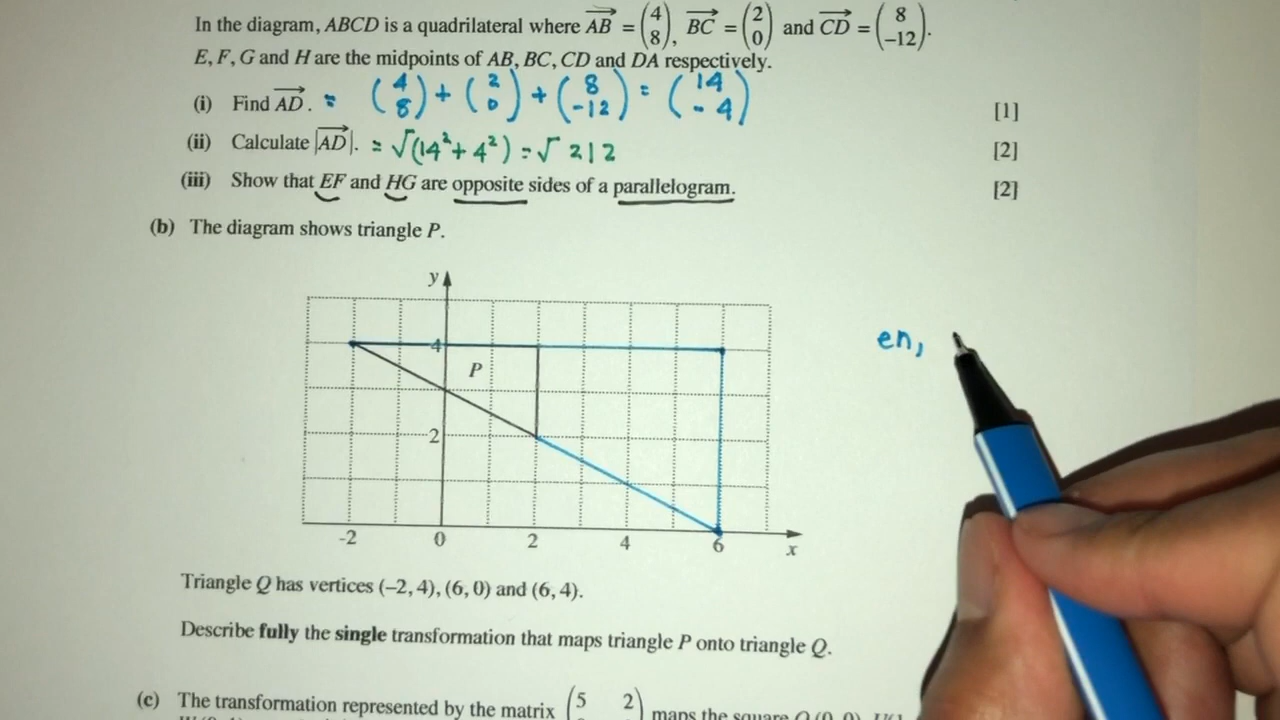 In the diagram, ABCD is a quadrilateral where AB = (4 8), BC = (2 0) and CD = (8 -12).
E, F, G and H are the midpoints of AB, BC, CD and DA respectively.
(i) Find AD. = (4 8) + (2 0) + (8 -12) = (14 -4) [1]
(ii) Calculate |AD|. = √(14² + 4²) = √212 [2]
(iii) Show that EF and HG are opposite sides of a parallelogram. [2]
(b) The diagram shows triangle P.
y
4
P
2
-2 0 2 4 6 x
en,
Triangle Q has vertices (–2, 4), (6, 0) and (6, 4).
Describe fully the single transformation that maps triangle P onto triangle Q.
(c) The transformation represented by the matrix (5 2) maps the square O (0, 0),